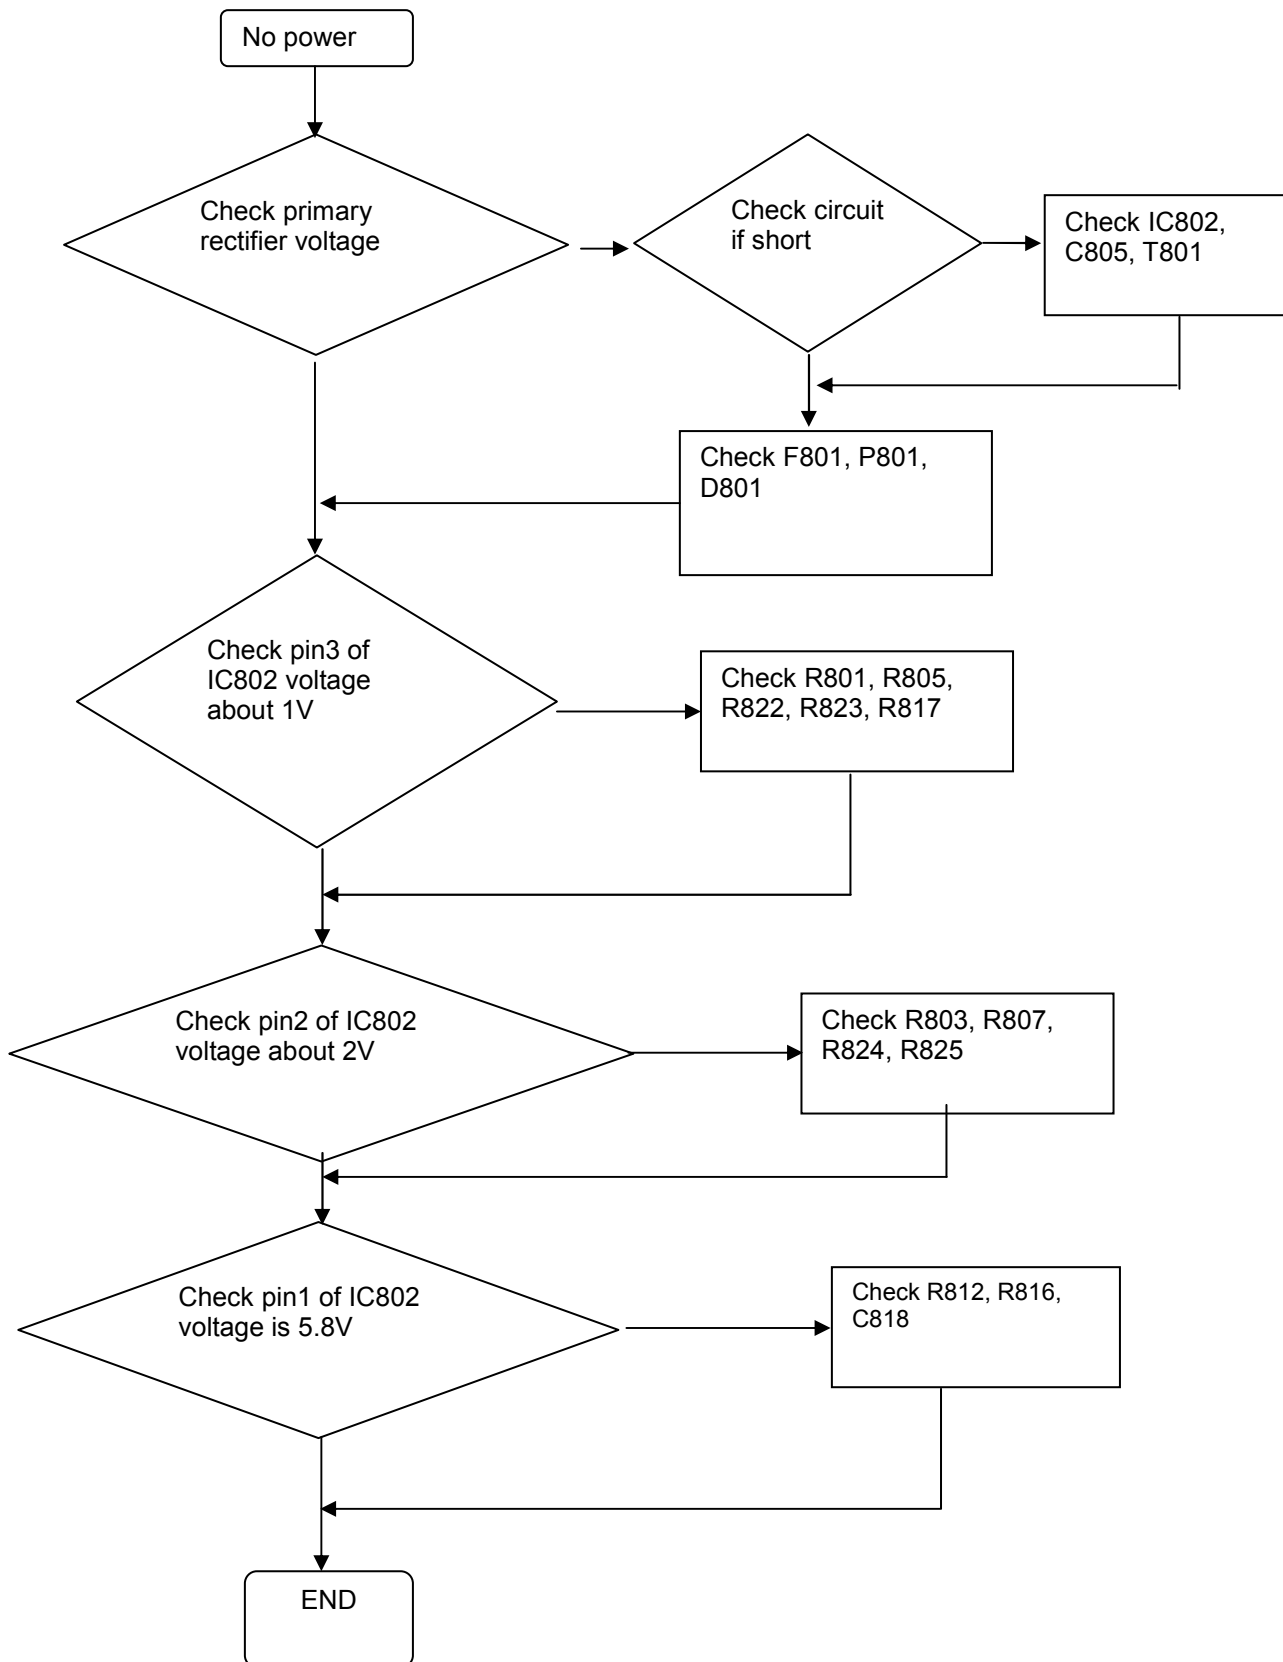 No power
Check primary
rectifier voltage
Check circuit
if short
Check IC802,
C805, T801
Check F801, P801,
D801
Check pin3 of
IC802 voltage
about 1V
Check R801, R805,
R822, R823, R817
Check pin2 of IC802
voltage about 2V
Check R803, R807,
R824, R825
Check pin1 of IC802
voltage is 5.8V
Check R812, R816,
C818
END